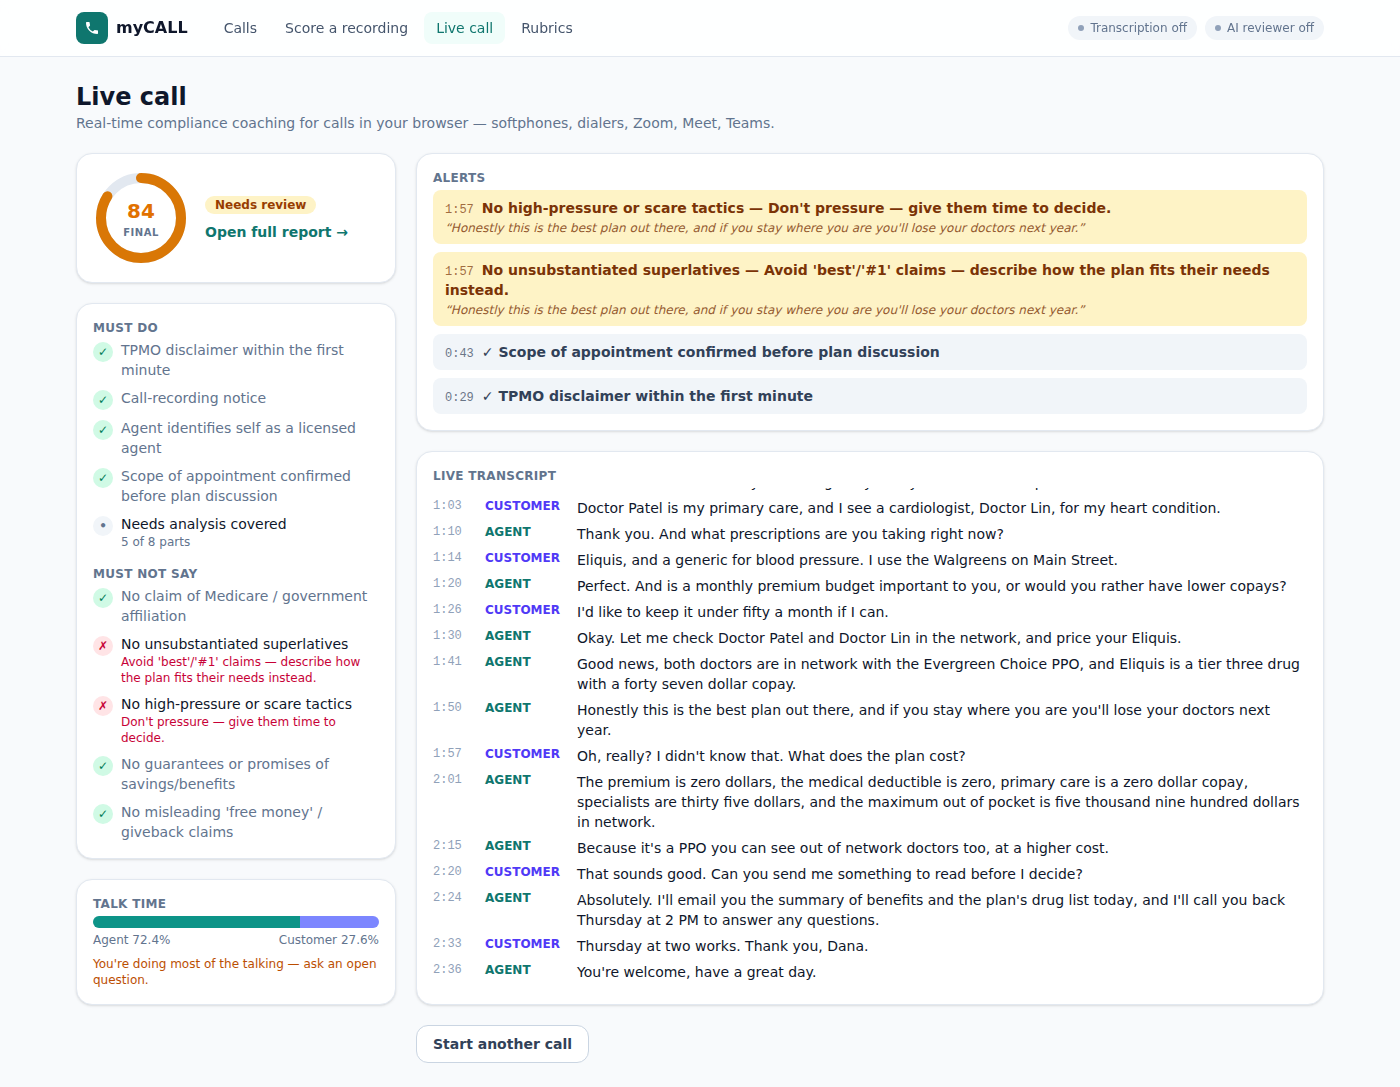 myCALL
Calls
Score a recording
Live call
Rubrics
Transcription off
AI reviewer off
Live call
Real-time compliance coaching for calls in your browser — softphones, dialers, Zoom, Meet, Teams.
84
FINAL
Needs review
Open full report →
MUST DO
✓ TPMO disclaimer within the first
minute
✓ Call-recording notice
✓ Agent identifies self as a licensed
agent
✓ Scope of appointment confirmed
before plan discussion
• Needs analysis covered
5 of 8 parts
MUST NOT SAY
✓ No claim of Medicare / government
affiliation
✗ No unsubstantiated superlatives
Avoid 'best'/'#1' claims — describe how
the plan fits their needs instead.
✗ No high-pressure or scare tactics
Don't pressure — give them time to
decide.
✓ No guarantees or promises of
savings/benefits
✓ No misleading 'free money' /
giveback claims
TALK TIME
Agent 72.4%
Customer 27.6%
You're doing most of the talking — ask an open
question.
ALERTS
1:57 No high-pressure or scare tactics — Don't pressure — give them time to decide.
“Honestly this is the best plan out there, and if you stay where you are you'll lose your doctors next year.”
1:57 No unsubstantiated superlatives — Avoid 'best'/'#1' claims — describe how the plan fits their needs
instead.
“Honestly this is the best plan out there, and if you stay where you are you'll lose your doctors next year.”
0:43 ✓ Scope of appointment confirmed before plan discussion
0:29 ✓ TPMO disclaimer within the first minute
LIVE TRANSCRIPT
1:03 CUSTOMER Doctor Patel is my primary care, and I see a cardiologist, Doctor Lin, for my heart condition.
1:10 AGENT Thank you. And what prescriptions are you taking right now?
1:14 CUSTOMER Eliquis, and a generic for blood pressure. I use the Walgreens on Main Street.
1:20 AGENT Perfect. And is a monthly premium budget important to you, or would you rather have lower copays?
1:26 CUSTOMER I'd like to keep it under fifty a month if I can.
1:30 AGENT Okay. Let me check Doctor Patel and Doctor Lin in the network, and price your Eliquis.
1:41 AGENT Good news, both doctors are in network with the Evergreen Choice PPO, and Eliquis is a tier three drug
with a forty seven dollar copay.
1:50 AGENT Honestly this is the best plan out there, and if you stay where you are you'll lose your doctors next
year.
1:57 CUSTOMER Oh, really? I didn't know that. What does the plan cost?
2:01 AGENT The premium is zero dollars, the medical deductible is zero, primary care is a zero dollar copay,
specialists are thirty five dollars, and the maximum out of pocket is five thousand nine hundred dollars
in network.
2:15 AGENT Because it's a PPO you can see out of network doctors too, at a higher cost.
2:20 CUSTOMER That sounds good. Can you send me something to read before I decide?
2:24 AGENT Absolutely. I'll email you the summary of benefits and the plan's drug list today, and I'll call you back
Thursday at 2 PM to answer any questions.
2:33 CUSTOMER Thursday at two works. Thank you, Dana.
2:36 AGENT You're welcome, have a great day.
Start another call